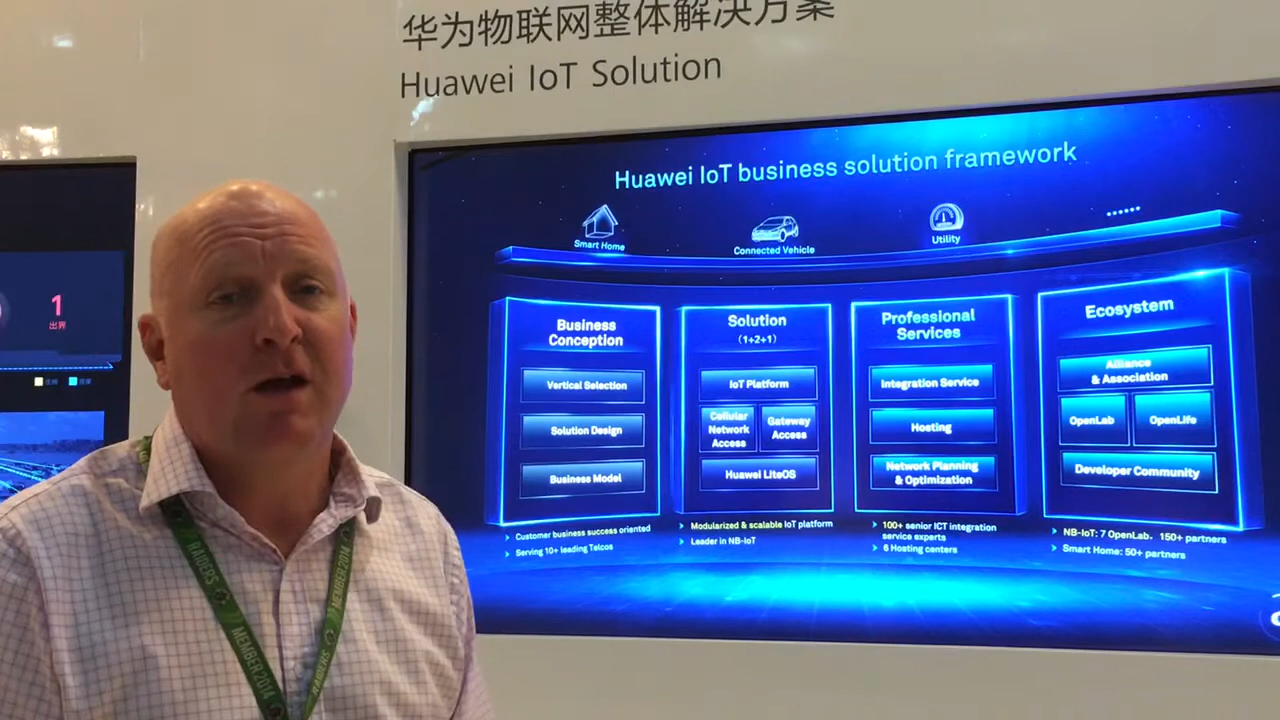 华为物联网整体解决方案
Huawei IoT Solution
Huawei IoT business solution framework
Smart Home
Connected Vehicle
Utility
Business
Conception
Vertical Selection
Solution Design
Business Model
Customer business success oriented
Serving 10+ leading Telcos
Solution
(1+2+1)
IoT Platform
Cellular
Network
Access
Gateway
Access
Huawei LiteOS
Modularized & scalable IoT platform
Leader in NB-IoT
Professional
Services
Integration Service
Hosting
Network Planning
& Optimization
100+ senior ICT integration
service experts
6 Hosting centers
Ecosystem
Alliance
& Association
OpenLab
OpenLife
Developer Community
NB-IoT: 7 OpenLab、150+ partners
Smart Home: 50+ partners
1
出界
RAIDERS
MEMBER 2014
MEMBER 2014
RAIDERS